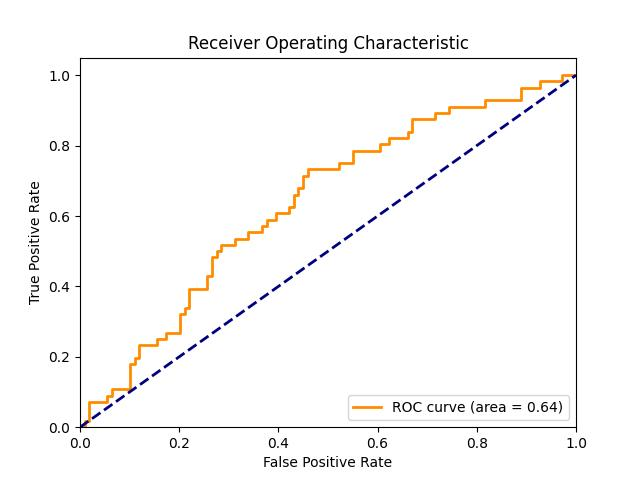 Receiver Operating Characteristic
1.0
0.8
0.6
0.4
0.2
0.0
True Positive Rate
ROC curve (area = 0.64)
0.0 0.2 0.4 0.6 0.8 1.0
False Positive Rate